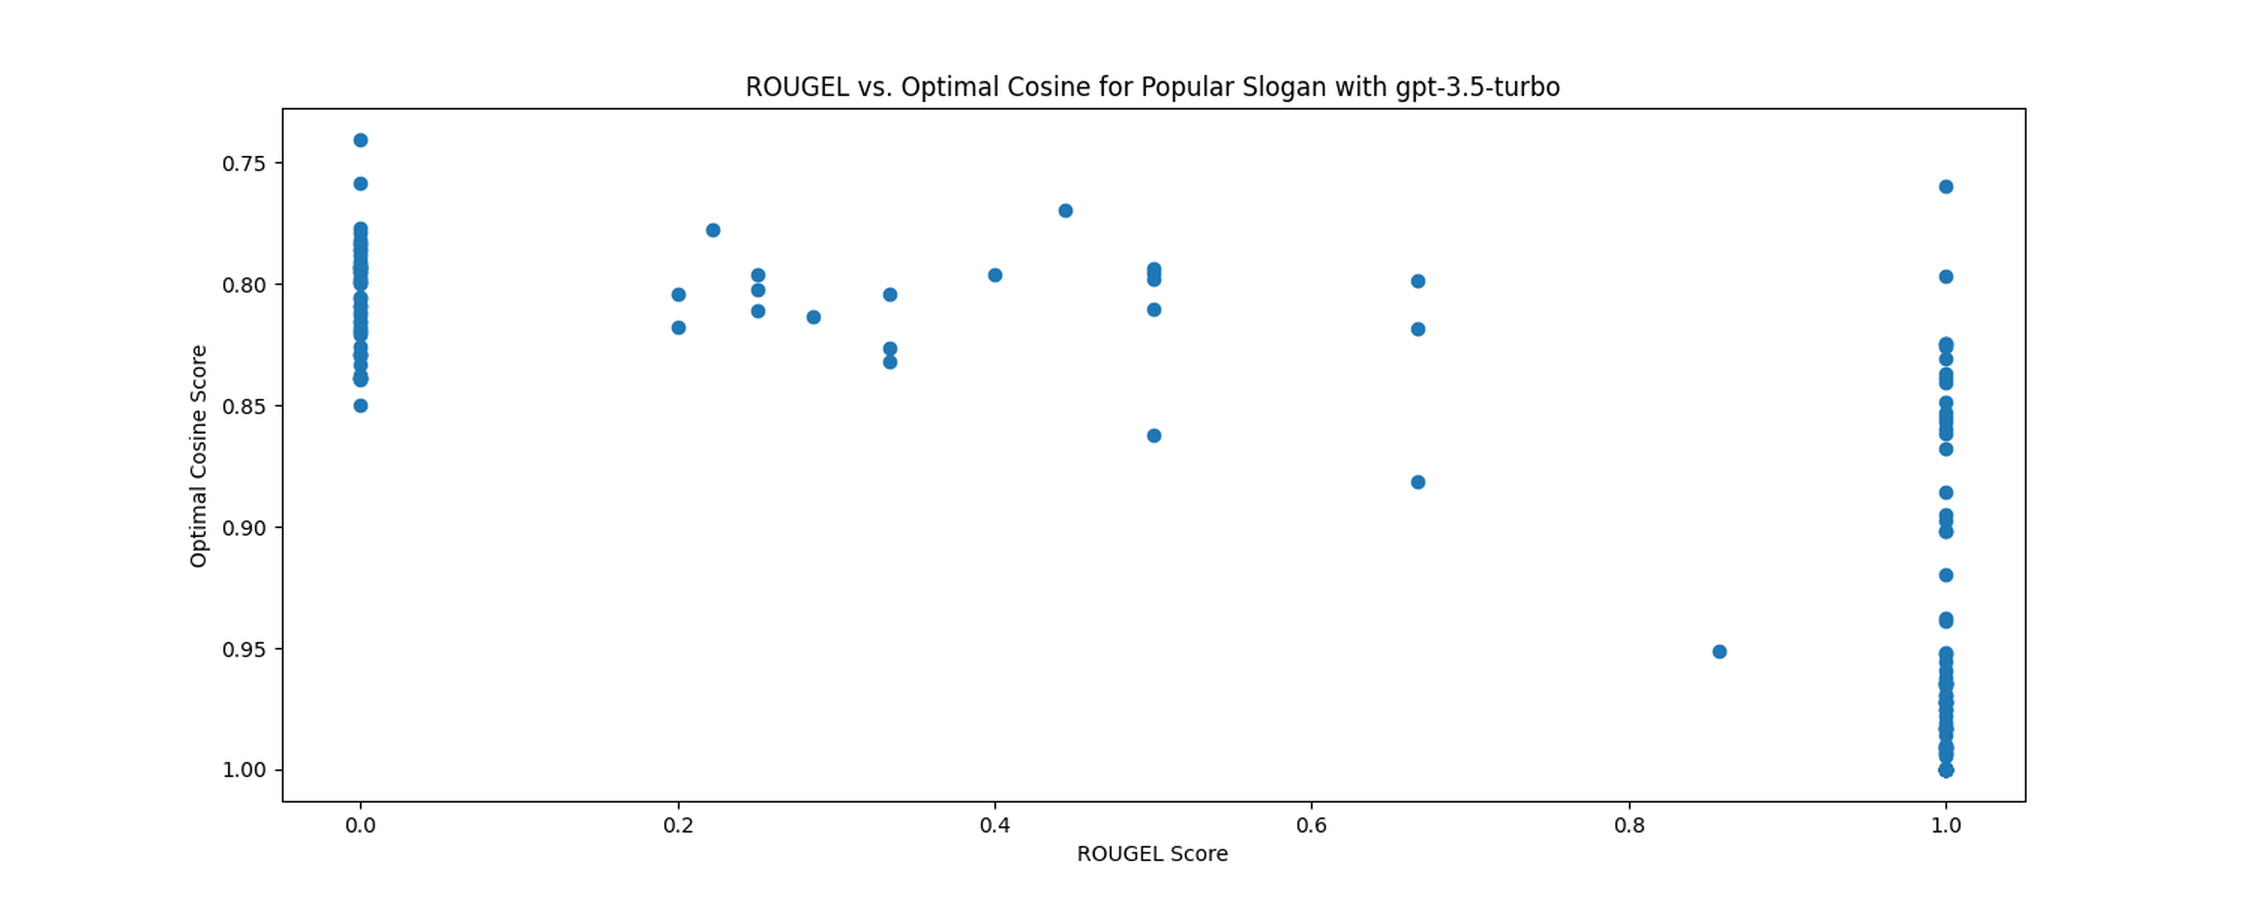 ROUGEL vs. Optimal Cosine for Popular Slogan with gpt-3.5-turbo
Optimal Cosine Score
0.75
0.80
0.85
0.90
0.95
1.00
0.0 0.2 0.4 0.6 0.8 1.0
ROUGEL Score